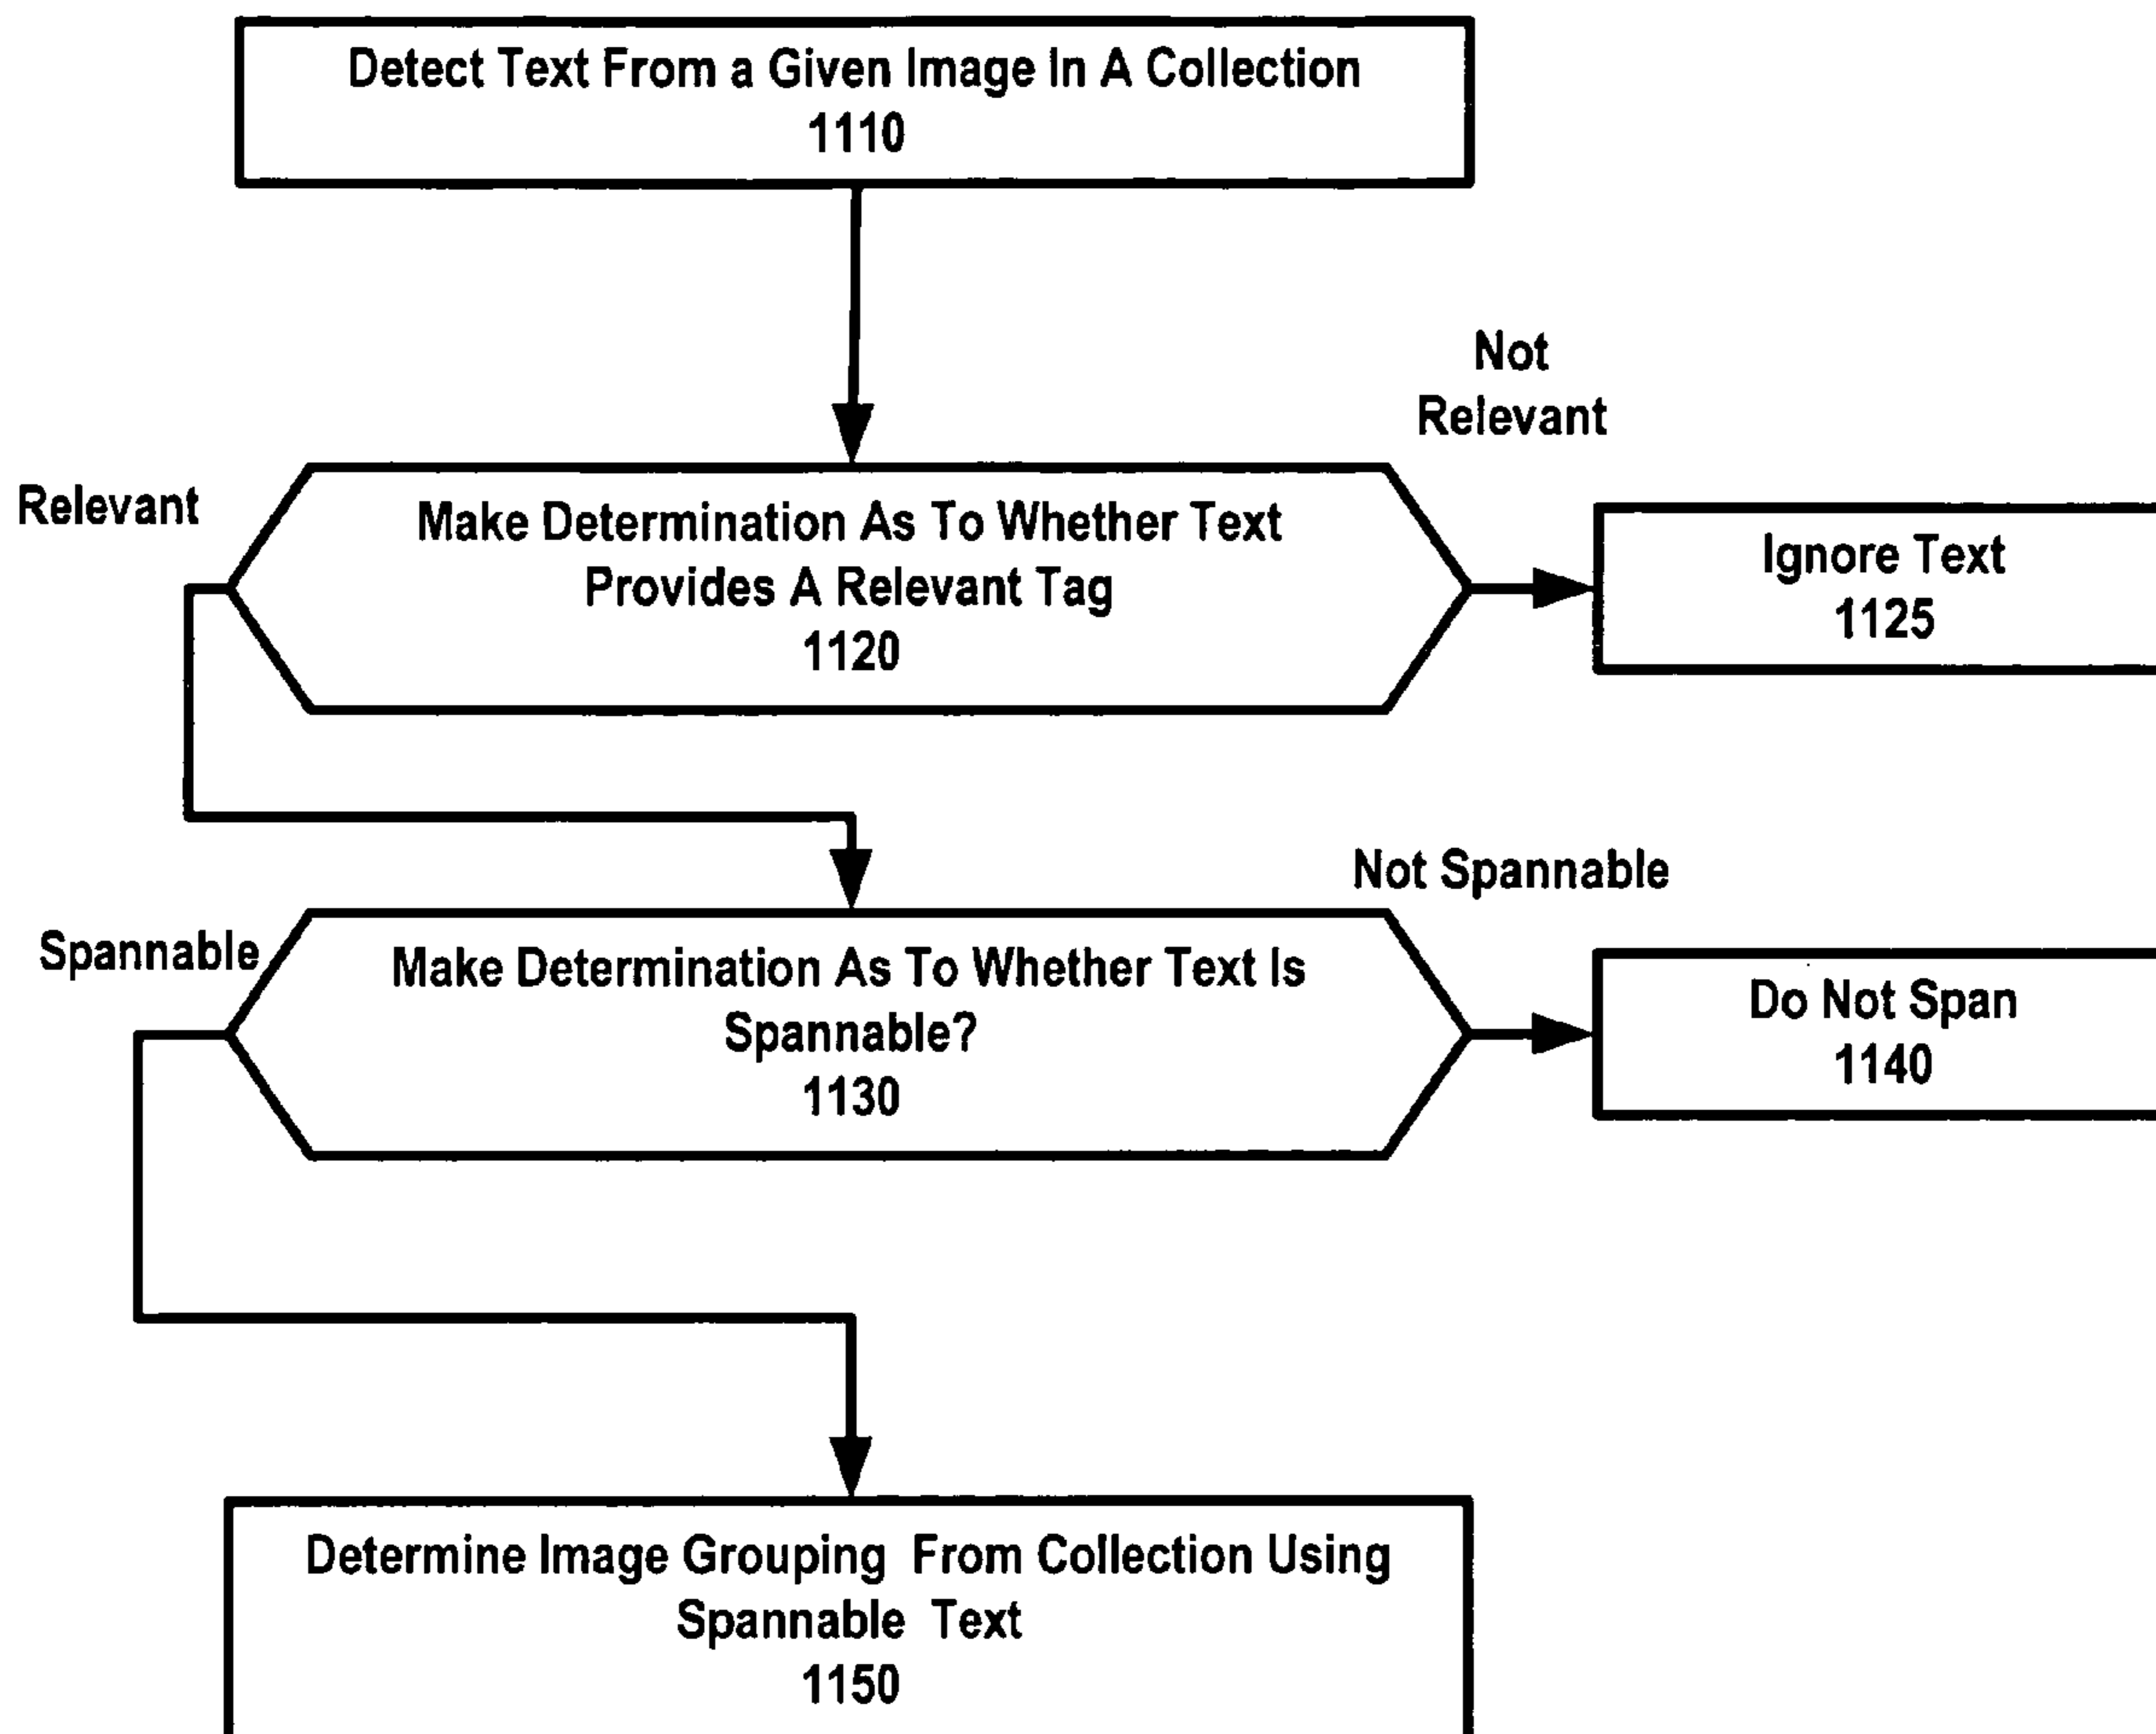 Detect Text From a Given Image In A Collection
1110
Not
Relevant
Relevant
Make Determination As To Whether Text
Provides A Relevant Tag
1120
Ignore Text
1125
Not Spannable
Spannable
Make Determination As To Whether Text Is
Spannable?
1130
Do Not Span
1140
Determine Image Grouping From Collection Using
Spannable Text
1150